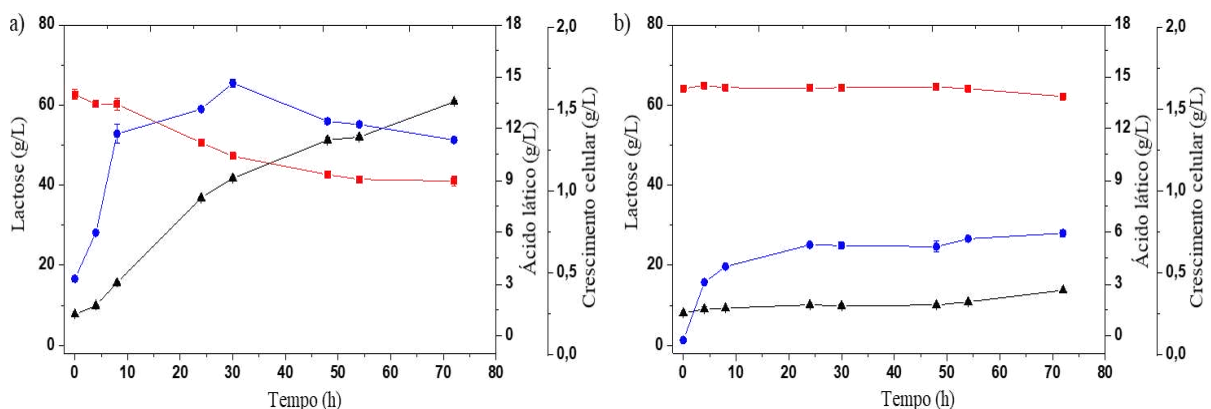 a)
80
60
40
20
0
Lactose (g/L)
0 10 20 30 40 50 60 70 80
Tempo (h)
18
15
12
9
6
3
0
Ácido lático (g/L)
2,0
1,5
1,0
0,5
0,0
Crescimento celular (g/L)
b)
80
60
40
20
0
Lactose (g/L)
0 10 20 30 40 50 60 70 80
Tempo (h)
18
15
12
9
6
3
0
Ácido lático (g/L)
2,0
1,5
1,0
0,5
0,0
Crescimento celular (g/L)